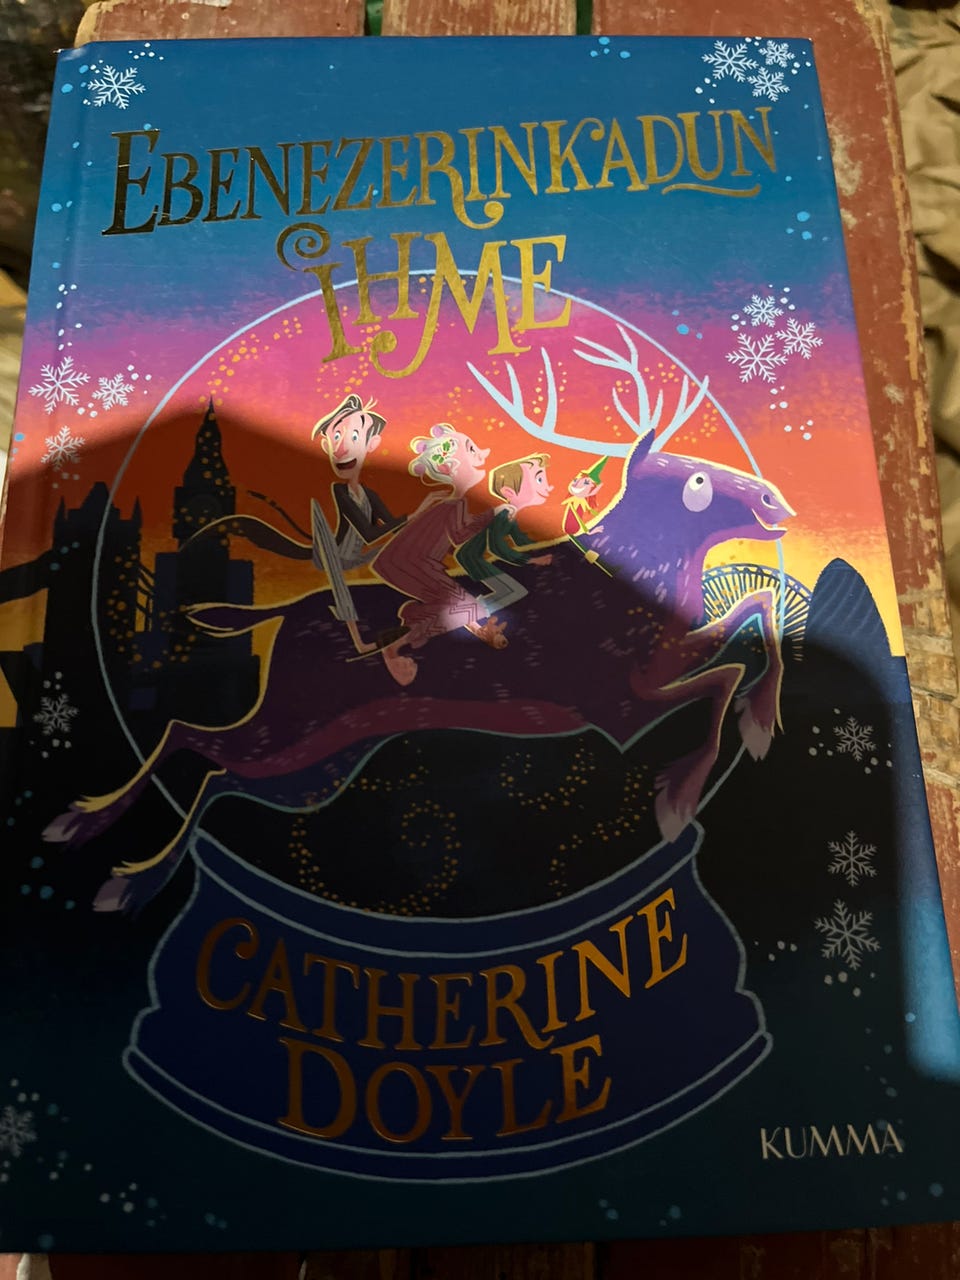 EBENEZERINKADUN
IHME
CATHERINE
DOYLE
KUMMA